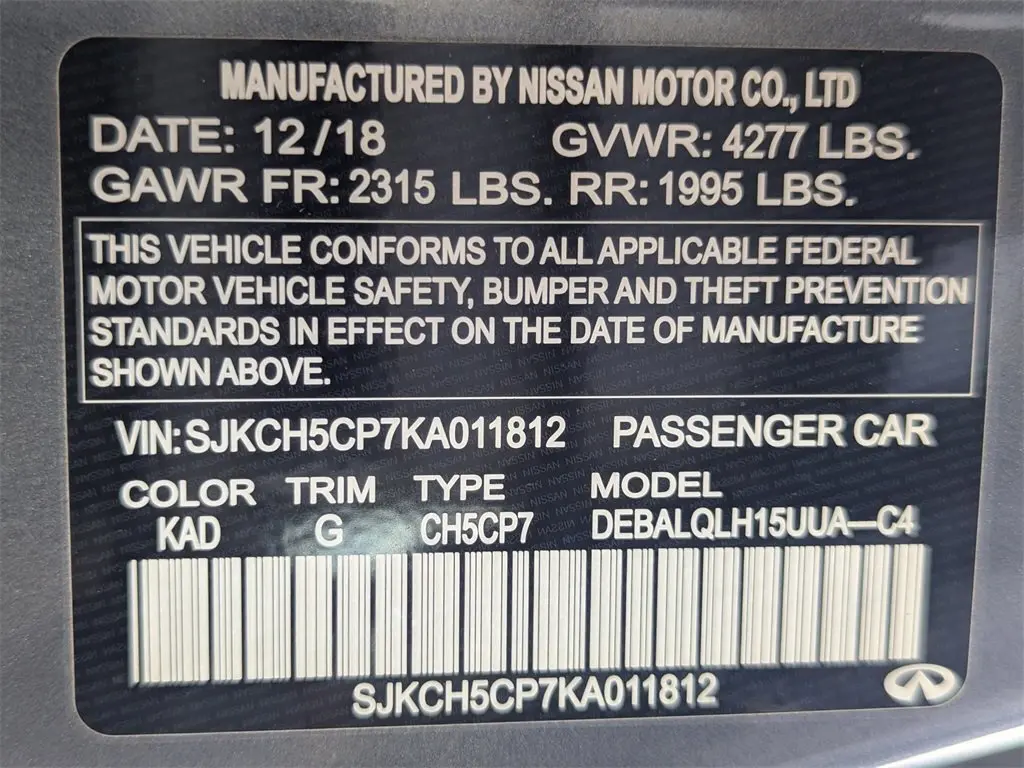 MANUFACTURED BY NISSAN MOTOR CO., LTD
DATE: 12/18 GVWR: 4277 LBS.
GAWR FR: 2315 LBS. RR: 1995 LBS.
THIS VEHICLE CONFORMS TO ALL APPLICABLE FEDERAL
MOTOR VEHICLE SAFETY, BUMPER AND THEFT PREVENTION
STANDARDS IN EFFECT ON THE DATE OF MANUFACTURE
SHOWN ABOVE.
VIN: SJKCH5CP7KA011812 PASSENGER CAR
COLOR TRIM TYPE MODEL
KAD G CH5CP7 DEBALQLH15UUA—C4
SJKCH5CP7KA011812